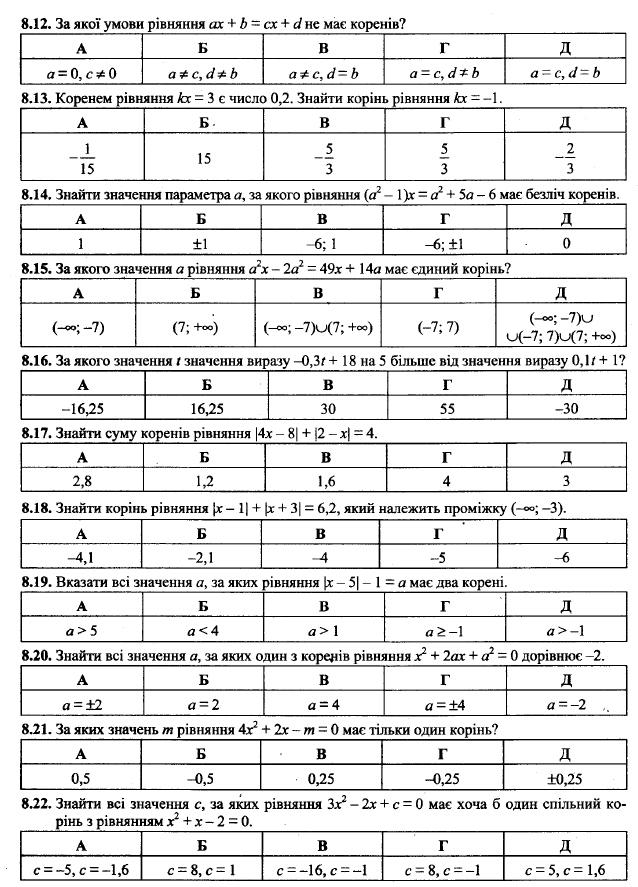 8.12. За якої умови рівняння ax + b = cx + d не має коренів?
А Б В Г Д
a = 0, c ≠ 0 a ≠ c, d ≠ b a ≠ c, d = b a = c, d ≠ b a = c, d = b
8.13. Коренем рівняння kx = 3 є число 0,2. Знайти корінь рівняння kx = –1.
А Б В Г Д
–1/15 15 –5/3 5/3 –2/3
8.14. Знайти значення параметра a, за якого рівняння (a² – 1)x = a² + 5a – 6 має безліч коренів.
А Б В Г Д
1 ±1 –6; 1 –6; ±1 0
8.15. За якого значення a рівняння a²x – 2a² = 49x + 14a має єдиний корінь?
А Б В Г Д
(–∞; –7) (7; +∞) (–∞; –7)∪(7; +∞) (–7; 7) (–∞; –7)∪
∪(–7; 7)∪(7; +∞)
8.16. За якого значення t значення виразу –0,3t + 18 на 5 більше від значення виразу 0,1t + 1?
А Б В Г Д
–16,25 16,25 30 55 –30
8.17. Знайти суму коренів рівняння |4x – 8| + |2 – x| = 4.
А Б В Г Д
2,8 1,2 1,6 4 3
8.18. Знайти корінь рівняння |x – 1| + |x + 3| = 6,2, який належить проміжку (–∞; –3).
А Б В Г Д
–4,1 –2,1 –4 –5 –6
8.19. Вказати всі значення a, за яких рівняння |x – 5| – 1 = a має два корені.
А Б В Г Д
a > 5 a < 4 a > 1 a ≥ –1 a > –1
8.20. Знайти всі значення a, за яких один з коренів рівняння x² + 2ax + a² = 0 дорівнює –2.
А Б В Г Д
a = ±2 a = 2 a = 4 a = ±4 a = –2
8.21. За яких значень m рівняння 4x² + 2x – m = 0 має тільки один корінь?
А Б В Г Д
0,5 –0,5 0,25 –0,25 ±0,25
8.22. Знайти всі значення c, за яких рівняння 3x² – 2x + c = 0 має хоча б один спільний ко-
рінь з рівнянням x² + x – 2 = 0.
А Б В Г Д
c = –5, c = –1,6 c = 8, c = 1 c = –16, c = –1 c = 8, c = –1 c = 5, c = 1,6